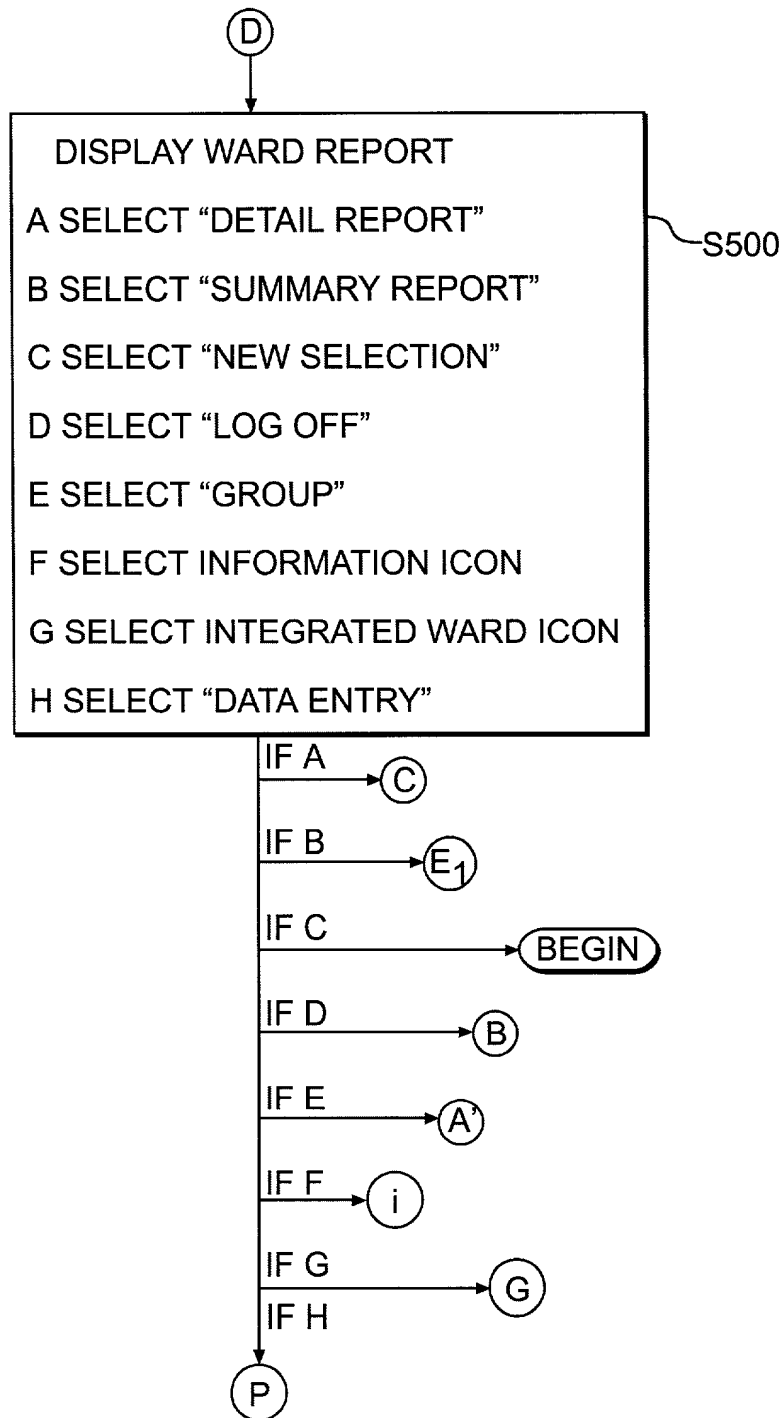 D
DISPLAY WARD REPORT
A SELECT “DETAIL REPORT”
S500
B SELECT “SUMMARY REPORT”
C SELECT “NEW SELECTION”
D SELECT “LOG OFF”
E SELECT “GROUP”
F SELECT INFORMATION ICON
G SELECT INTEGRATED WARD ICON
H SELECT “DATA ENTRY”
IF A
C
IF B
E1
IF C
BEGIN
IF D
B
IF E
A’
IF F
i
IF G
G
IF H
P